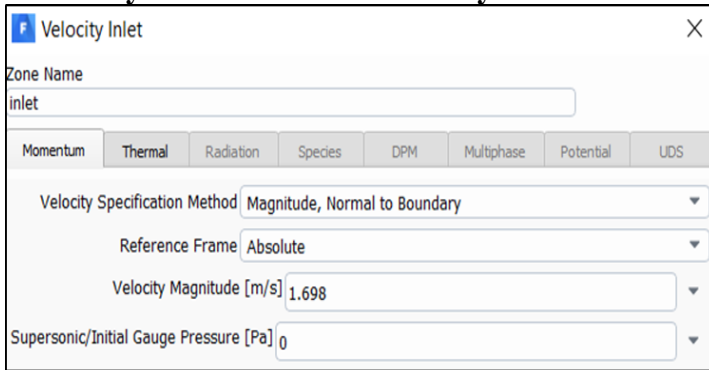 Velocity Inlet
Zone Name
inlet
Momentum Thermal Radiation Species DPM Multiphase Potential UDS
Velocity Specification Method Magnitude, Normal to Boundary
Reference Frame Absolute
Velocity Magnitude [m/s] 1.698
Supersonic/Initial Gauge Pressure [Pa] 0